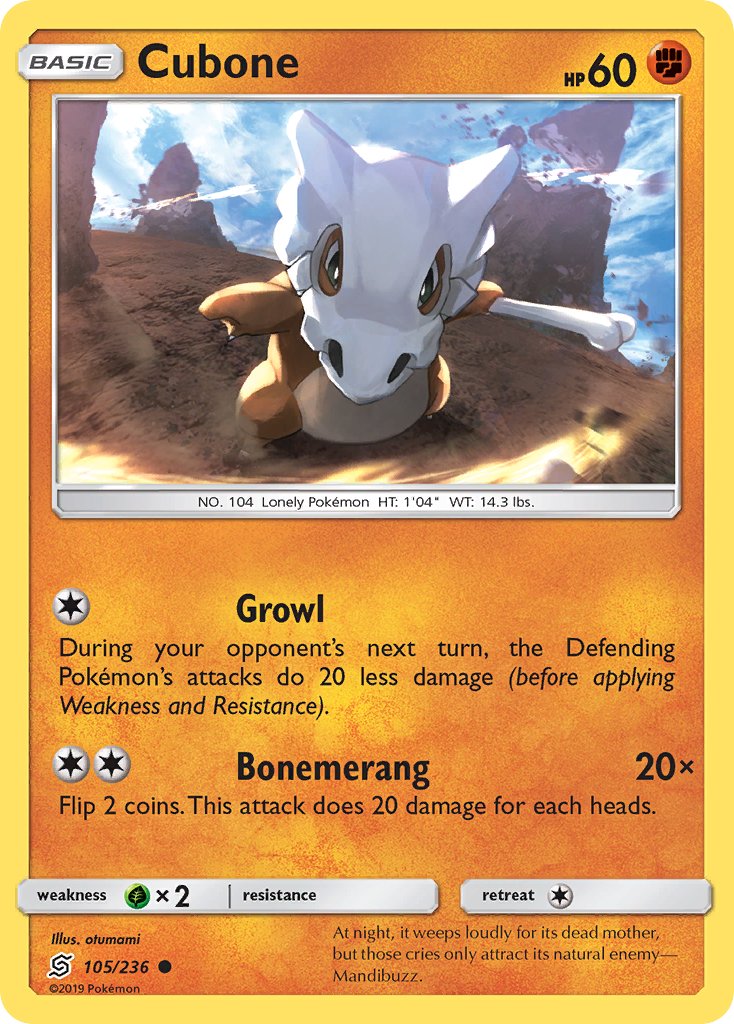 BASIC Cubone HP60
NO. 104 Lonely Pokémon HT: 1'04" WT: 14.3 lbs.
Growl
During your opponent's next turn, the Defending
Pokémon's attacks do 20 less damage (before applying
Weakness and Resistance).
Bonemerang 20×
Flip 2 coins. This attack does 20 damage for each heads.
weakness ×2 resistance retreat
Illus. otumami
105/236
©2019 Pokémon
At night, it weeps loudly for its dead mother,
but those cries only attract its natural enemy—
Mandibuzz.